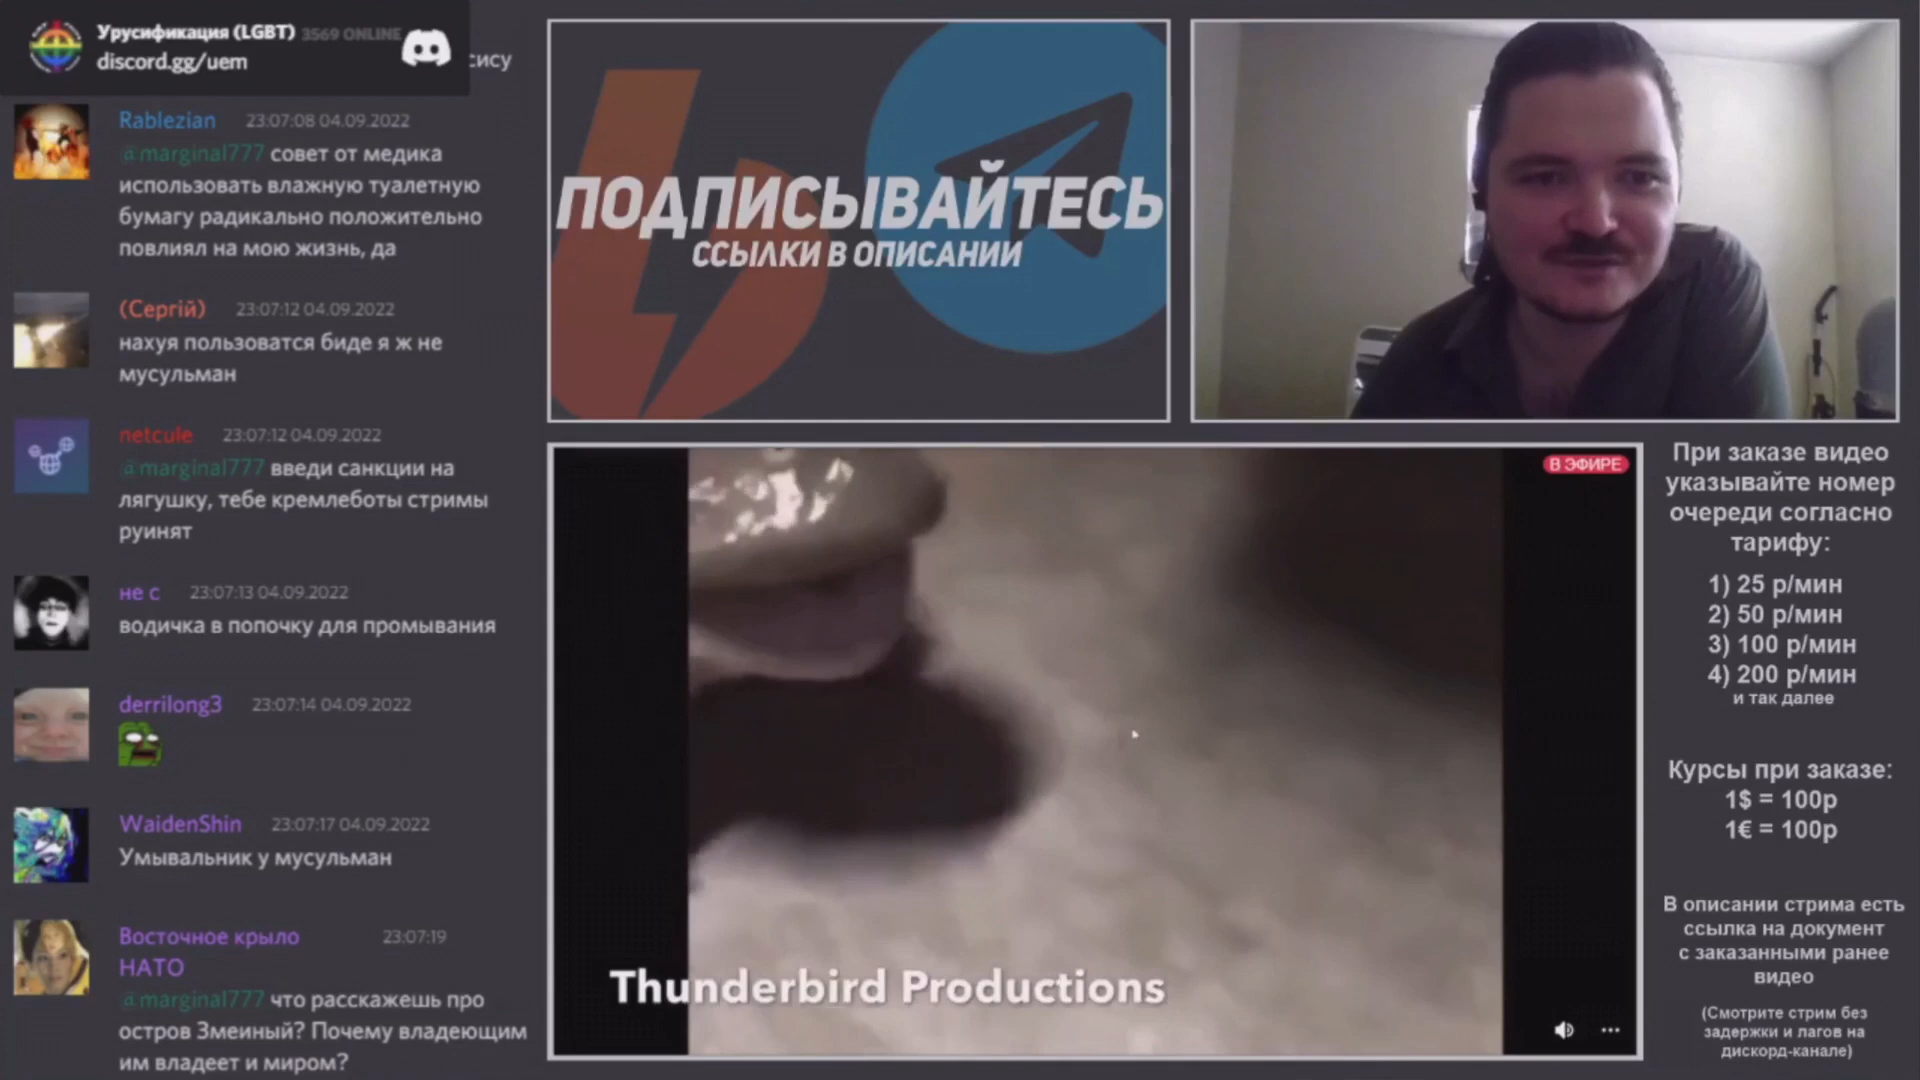 Урусификация (LGBT) 3569 ONLINE
discord.gg/uem
сису
Rablezian 23:07:08 04.09.2022
@marginal777 совет от медика
использовать влажную туалетную
бумагу радикально положительно
повлиял на мою жизнь, да
(Сергій) 23:07:12 04.09.2022
нахуя пользоватся биде я ж не
мусульман
netcule 23:07:12 04.09.2022
@marginal777 введи санкции на
лягушку, тебе кремлеботы стримы
руинят
не с 23:07:13 04.09.2022
водичка в попочку для промывания
derrilong3 23:07:14 04.09.2022
WaidenShin 23:07:17 04.09.2022
Умывальник у мусульман
Восточное крыло 23:07:19
НАТО
@marginal777 что расскажешь про
остров Змеиный? Почему владеющим
им владеет и миром?
ПОДПИСЫВАЙТЕСЬ
ССЫЛКИ В ОПИСАНИИ
В ЭФИРЕ
Thunderbird Productions
При заказе видео
указывайте номер
очереди согласно
тарифу:
1) 25 р/мин
2) 50 р/мин
3) 100 р/мин
4) 200 р/мин
и так далее
Курсы при заказе:
1$ = 100р
1€ = 100р
В описании стрима есть
ссылка на документ
с заказанными ранее
видео
(Смотрите стрим без
задержки и лагов на
дискорд-канале)